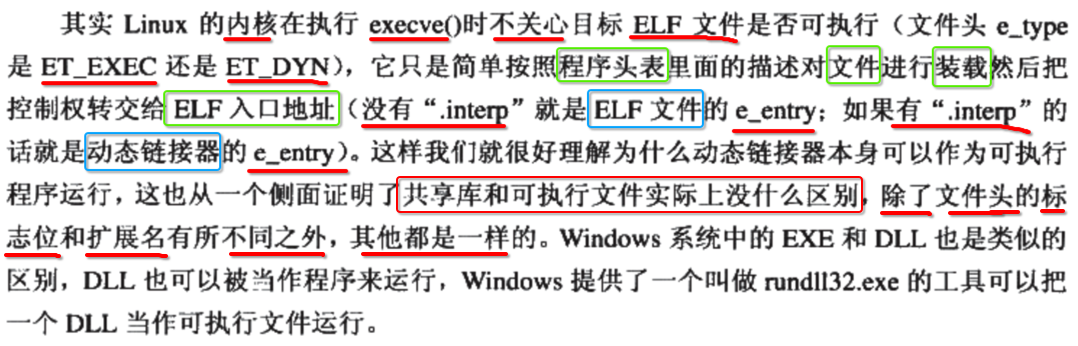 其实 Linux 的内核在执行 execve()时不关心目标 ELF 文件是否可执行（文件头 e_type
是 ET_EXEC 还是 ET_DYN），它只是简单按照程序头表里面的描述对文件进行装载然后把
控制权转交给 ELF 入口地址（没有“.interp”就是 ELF 文件的 e_entry；如果有“.interp”的
话就是动态链接器的 e_entry）。这样我们就很好理解为什么动态链接器本身可以作为可执行
程序运行，这也从一个侧面证明了共享库和可执行文件实际上没什么区别，除了文件头的标
志位和扩展名有所不同之外，其他都是一样的。Windows 系统中的 EXE 和 DLL 也是类似的
区别，DLL 也可以被当作程序来运行，Windows 提供了一个叫做 rundll32.exe 的工具可以把
一个 DLL 当作可执行文件运行。